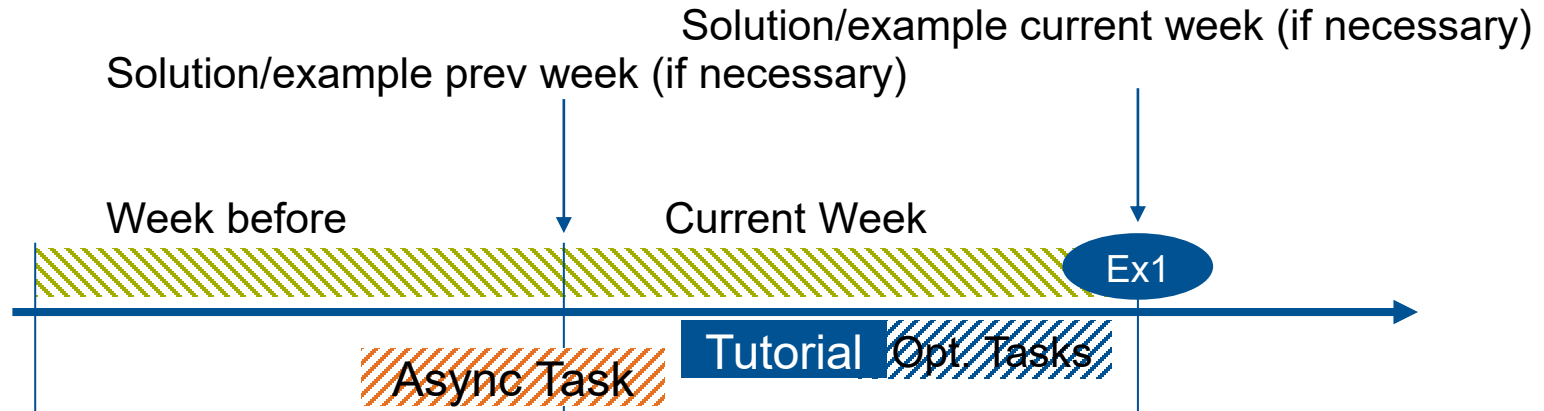 Solution/example current week (if necessary)
Solution/example prev week (if necessary)
Week before
Current Week
Ex1
Tutorial
Opt. Tasks
Async Task